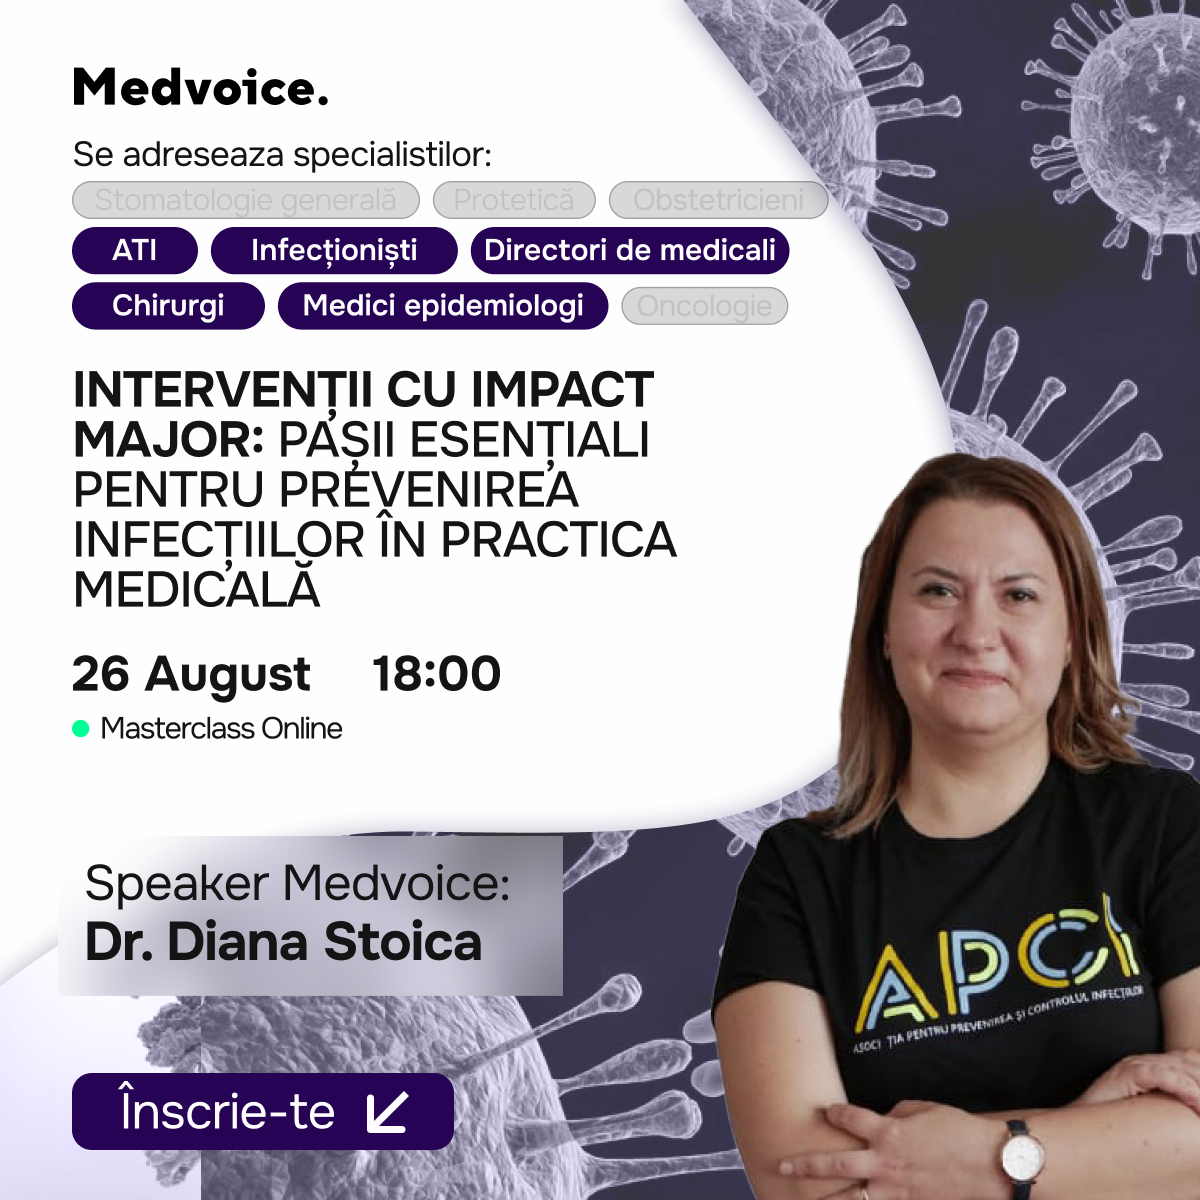 Medvoice.
Se adreseaza specialistilor:
Stomatologie generală Protetică Obstetricieni
ATI Infecționiști Directori de medicali
Chirurgi Medici epidemiologi Oncologie
INTERVENȚII CU IMPACT
MAJOR: PAȘII ESENȚIALI
PENTRU PREVENIREA
INFECȚIILOR ÎN PRACTICA
MEDICALĂ
26 August 18:00
Masterclass Online
Speaker Medvoice:
Dr. Diana Stoica
APCI
ASOCI ȚIA PENTRU PREVENIREA ȘI CONTROLUL INFECȚIILOR
Înscrie-te